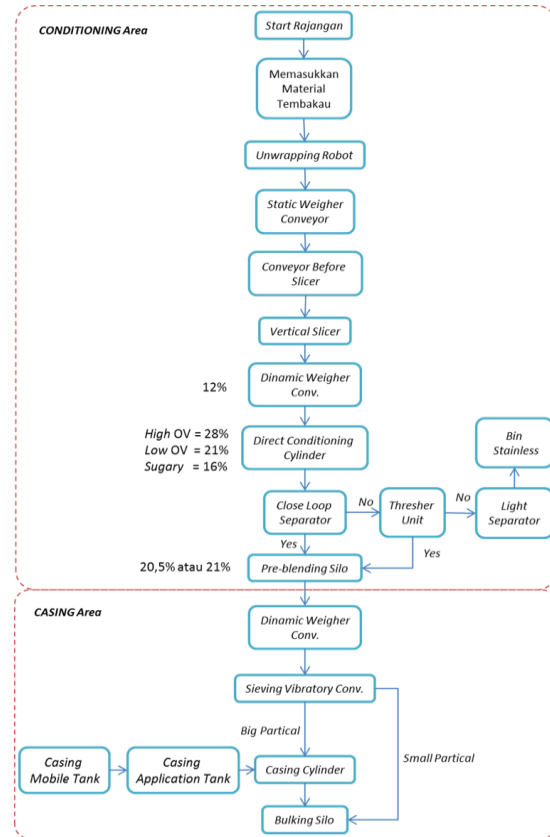 CONDITIONING Area
Start Rajangan
Memasukkan
Material
Tembakau
Unwrapping Robot
Static Weigher
Conveyor
Conveyor Before
Slicer
Vertical Slicer
12%
Dinamic Weigher
Conv.
High OV = 28%
Low OV = 21%
Sugary = 16%
Direct Conditioning
Cylinder
Bin
Stainless
Close Loop
Separator
No
Thresher
Unit
No
Light
Separator
Yes
Yes
20,5% atau 21%
Pre-blending Silo
CASING Area
Dinamic Weigher
Conv.
Sieving Vibratory Conv.
Big Partical
Small Partical
Casing
Mobile Tank
Casing
Application Tank
Casing Cylinder
Bulking Silo